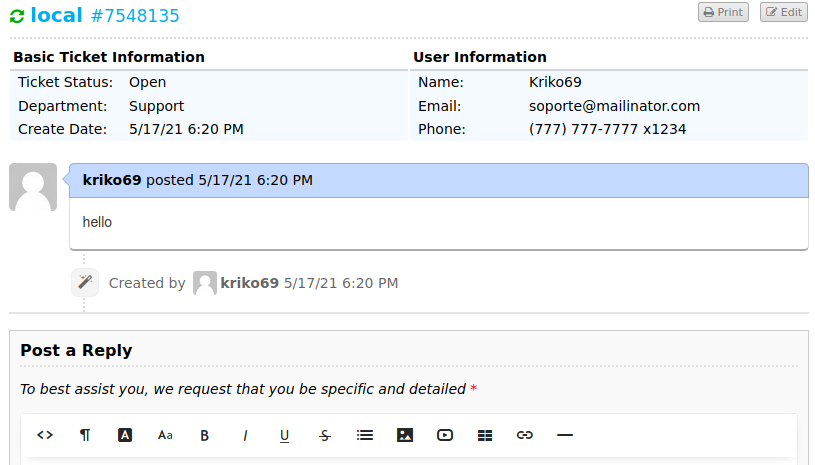 local #7548135
Print
Edit
Basic Ticket Information
Ticket Status: Open
Department: Support
Create Date: 5/17/21 6:20 PM
User Information
Name: Kriko69
Email: soporte@mailinator.com
Phone: (777) 777-7777 x1234
kriko69 posted 5/17/21 6:20 PM
hello
Created by kriko69 5/17/21 6:20 PM
Post a Reply
To best assist you, we request that you be specific and detailed *
<> ¶ A Aa B I U S